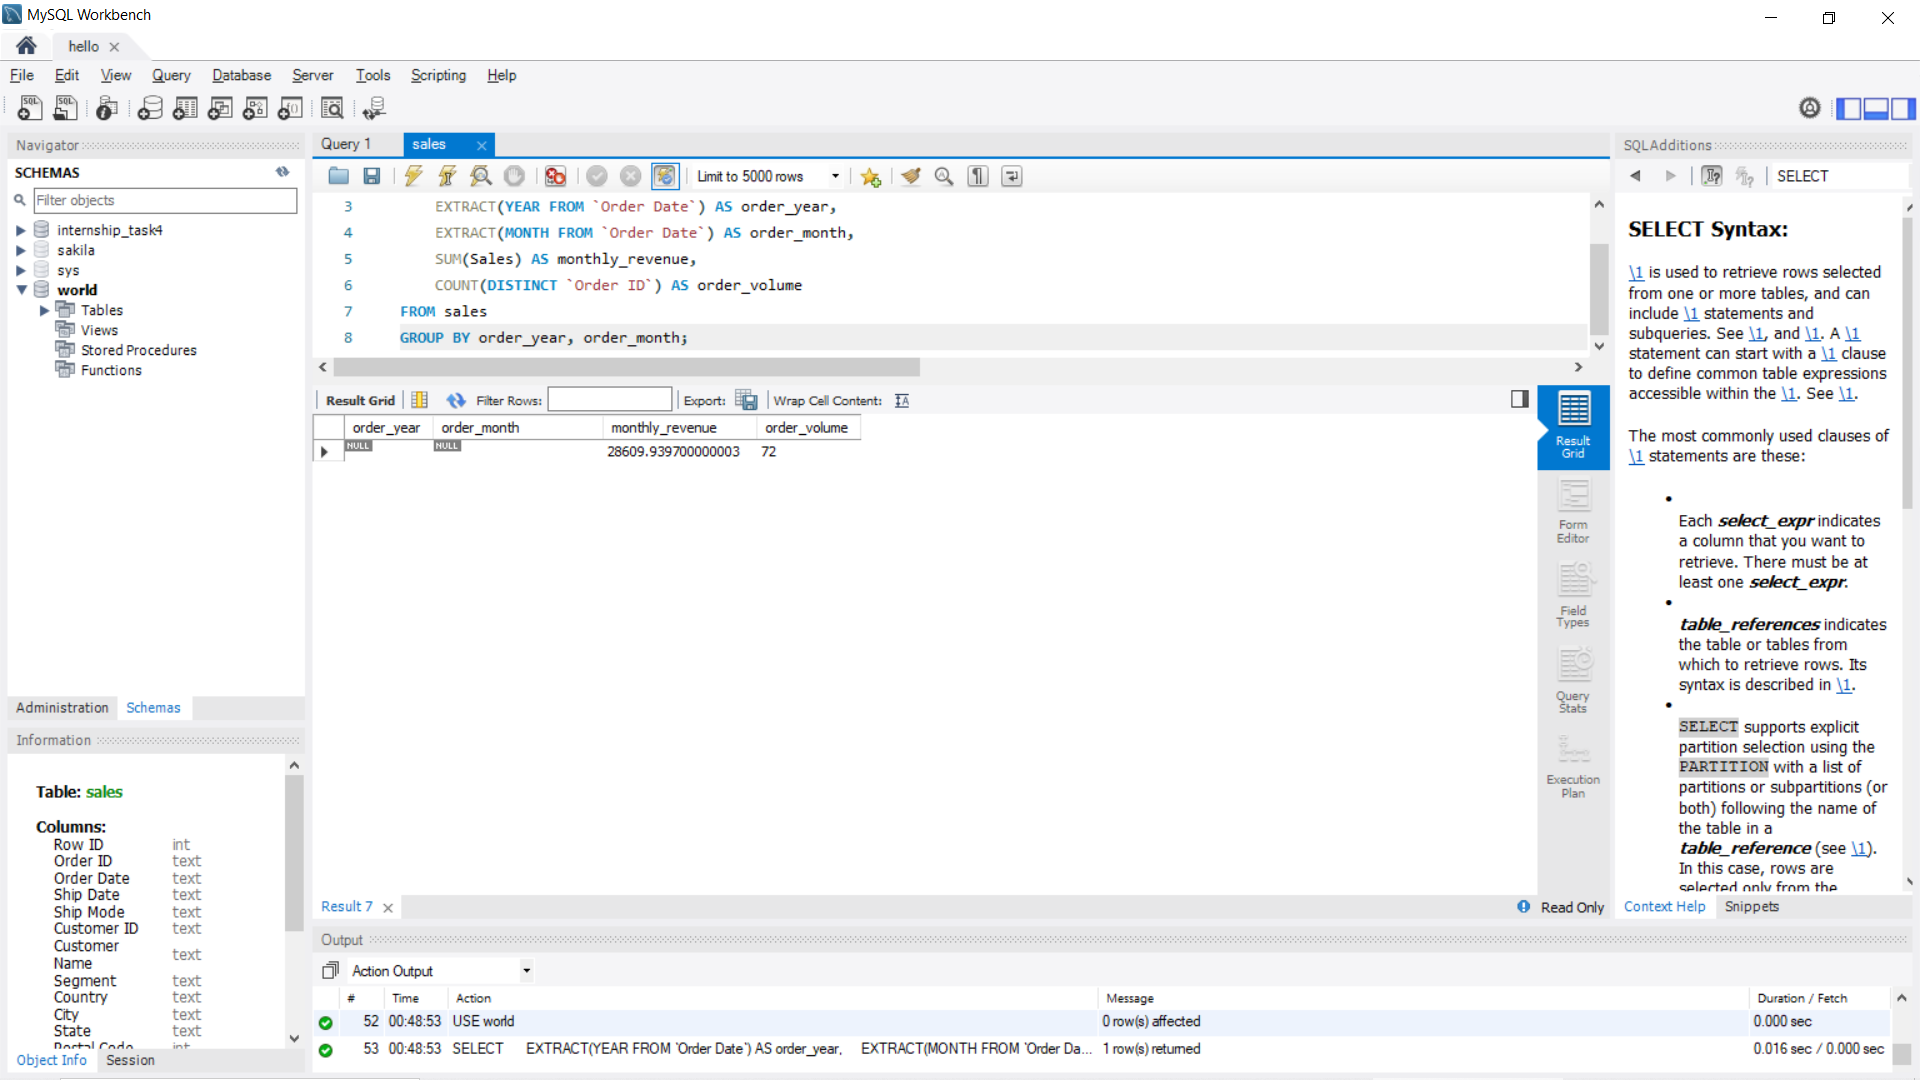 MySQL Workbench
hello
File Edit View Query Database Server Tools Scripting Help
Navigator
SCHEMAS
Filter objects
internship_task4
sakila
sys
world
Tables
Views
Stored Procedures
Functions
Administration Schemas
Information
Table: sales
Columns:
Row ID int
Order ID text
Order Date text
Ship Date text
Ship Mode text
Customer ID text
Customer Name text
Segment text
Country text
City text
State text
Postal Code int
Object Info Session
Query 1 sales
Limit to 5000 rows
3 EXTRACT(YEAR FROM `Order Date`) AS order_year,
4 EXTRACT(MONTH FROM `Order Date`) AS order_month,
5 SUM(Sales) AS monthly_revenue,
6 COUNT(DISTINCT `Order ID`) AS order_volume
7 FROM sales
8 GROUP BY order_year, order_month;
Result Grid Filter Rows: Export: Wrap Cell Content:
order_year order_month monthly_revenue order_volume
NULL NULL 28609.939700000003 72
Result Grid
Form Editor
Field Types
Query Stats
Execution Plan
Result 7
Read Only
Output
Action Output
# Time Action Message Duration / Fetch
52 00:48:53 USE world 0 row(s) affected 0.000 sec
53 00:48:53 SELECT EXTRACT(YEAR FROM `Order Date`) AS order_year, EXTRACT(MONTH FROM `Order Da... 1 row(s) returned 0.016 sec / 0.000 sec
SQLAdditions
SELECT
SELECT Syntax:
\1 is used to retrieve rows selected
from one or more tables, and can
include \1 statements and
subqueries. See \1, and \1. A \1
statement can start with a \1 clause
to define common table expressions
accessible within the \1. See \1.
The most commonly used clauses of
\1 statements are these:
• Each select_expr indicates
a column that you want to
retrieve. There must be at
least one select_expr.
• table_references indicates
the table or tables from
which to retrieve rows. Its
syntax is described in \1.
• SELECT supports explicit
partition selection using the
PARTITION with a list of
partitions or subpartitions (or
both) following the name of
the table in a
table_reference (see \1).
In this case, rows are
selected only from the
Context Help Snippets